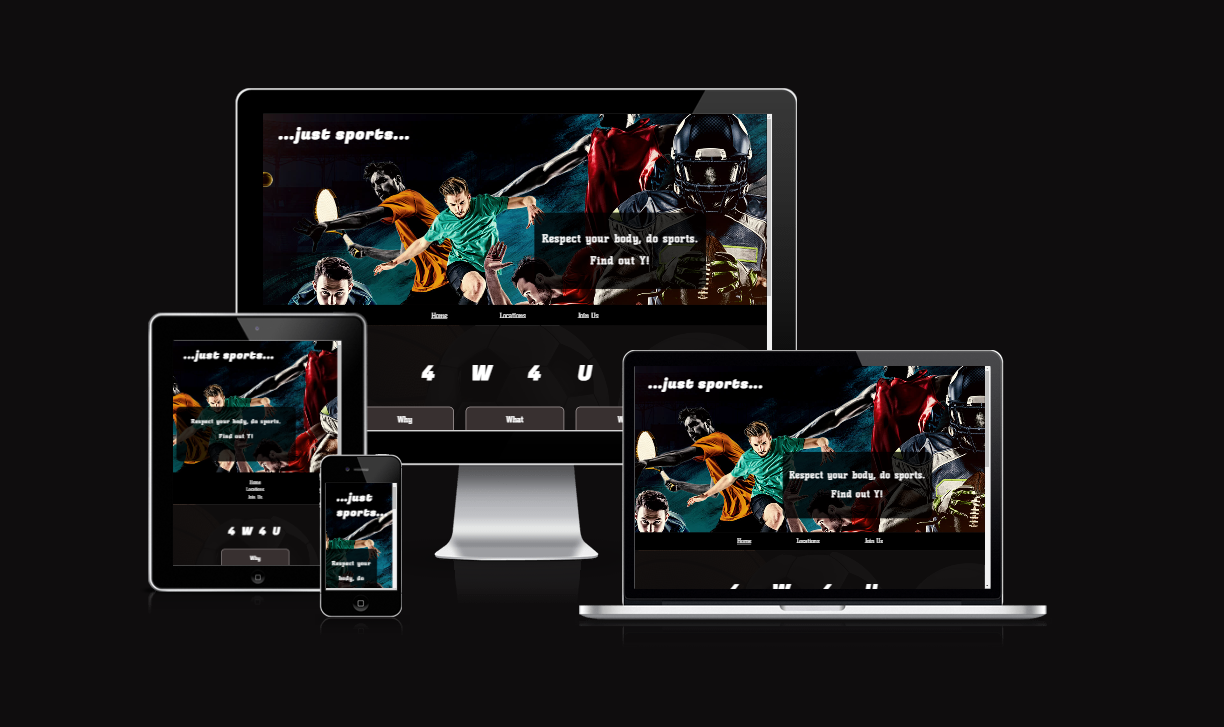 ...just sports...
Respect your body, do sports.
Find out Y!
Home Locations Join Us
4 W 4 U
Why What W
...just sports...
Respect your body, do sports.
Find out Y!
Home
Locations
Join Us
4 W 4 U
Why
...just
sports...
Respect your
body, do
...just sports...
Respect your body, do sports.
Find out Y!
Home Locations Join Us
4 W 4 U